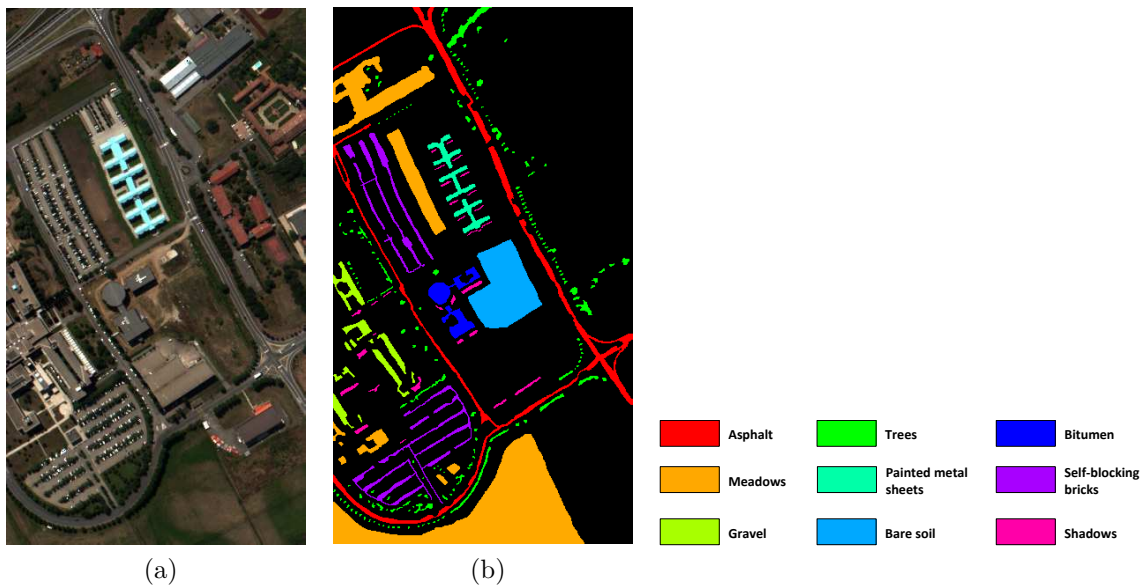 Asphalt
Trees
Bitumen
Meadows
Painted metal
sheets
Self-blocking
bricks
Gravel
Bare soil
Shadows
(a)
(b)